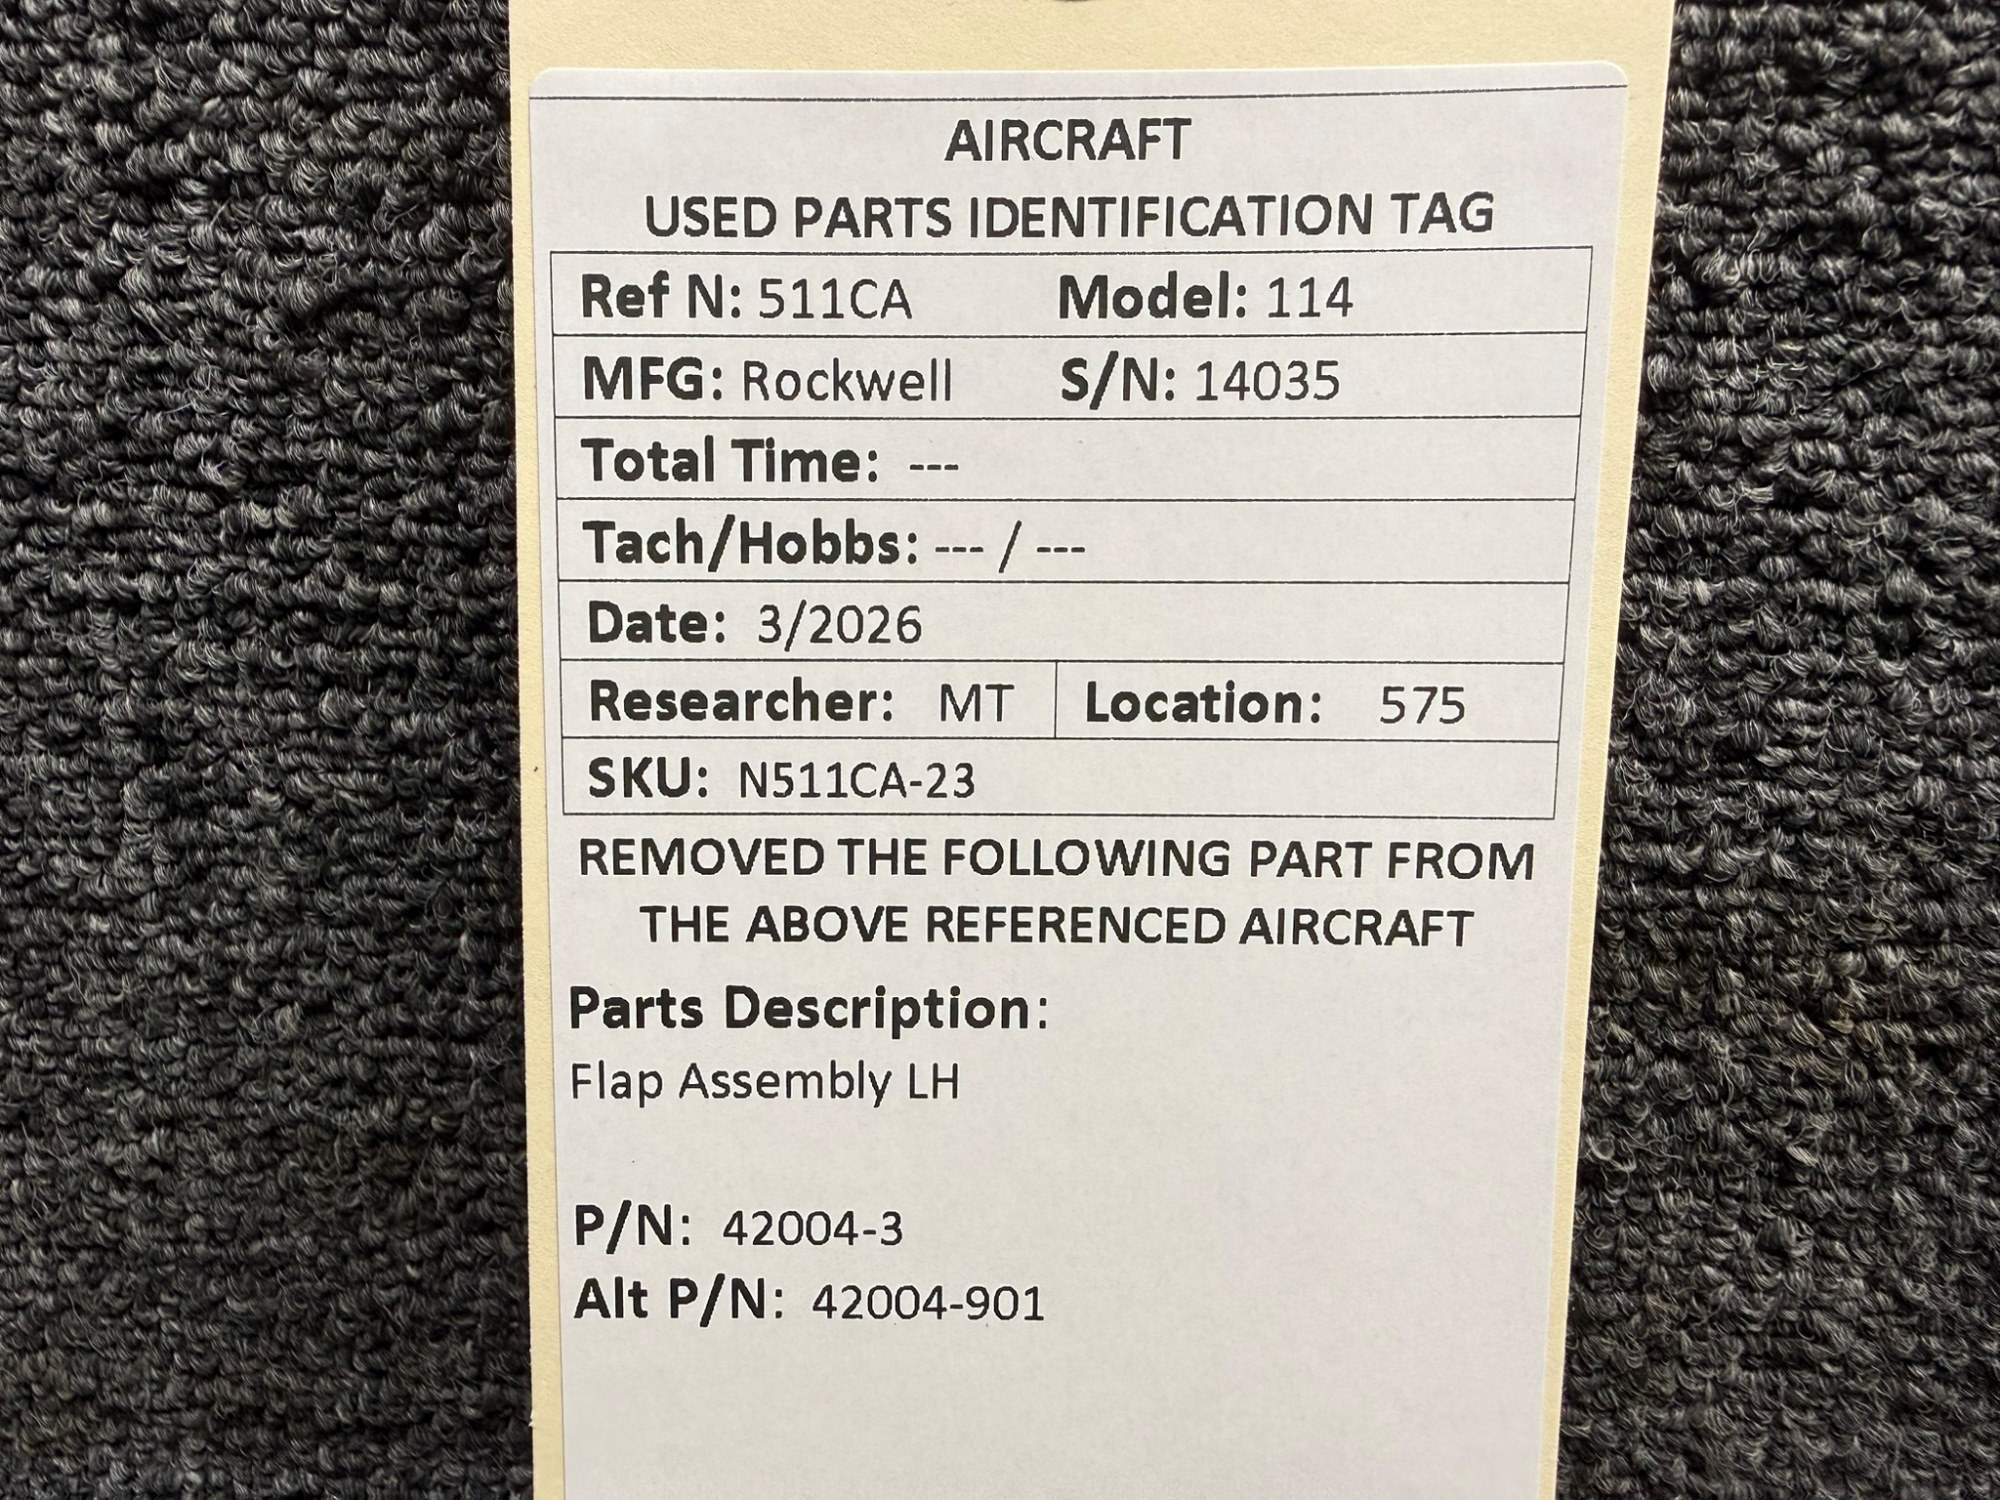 AIRCRAFT
USED PARTS IDENTIFICATION TAG
Ref N: 511CA Model: 114
MFG: Rockwell S/N: 14035
Total Time: ---
Tach/Hobbs: --- / ---
Date: 3/2026
Researcher: MT Location: 575
SKU: N511CA-23
REMOVED THE FOLLOWING PART FROM
THE ABOVE REFERENCED AIRCRAFT
Parts Description:
Flap Assembly LH
P/N: 42004-3
Alt P/N: 42004-901